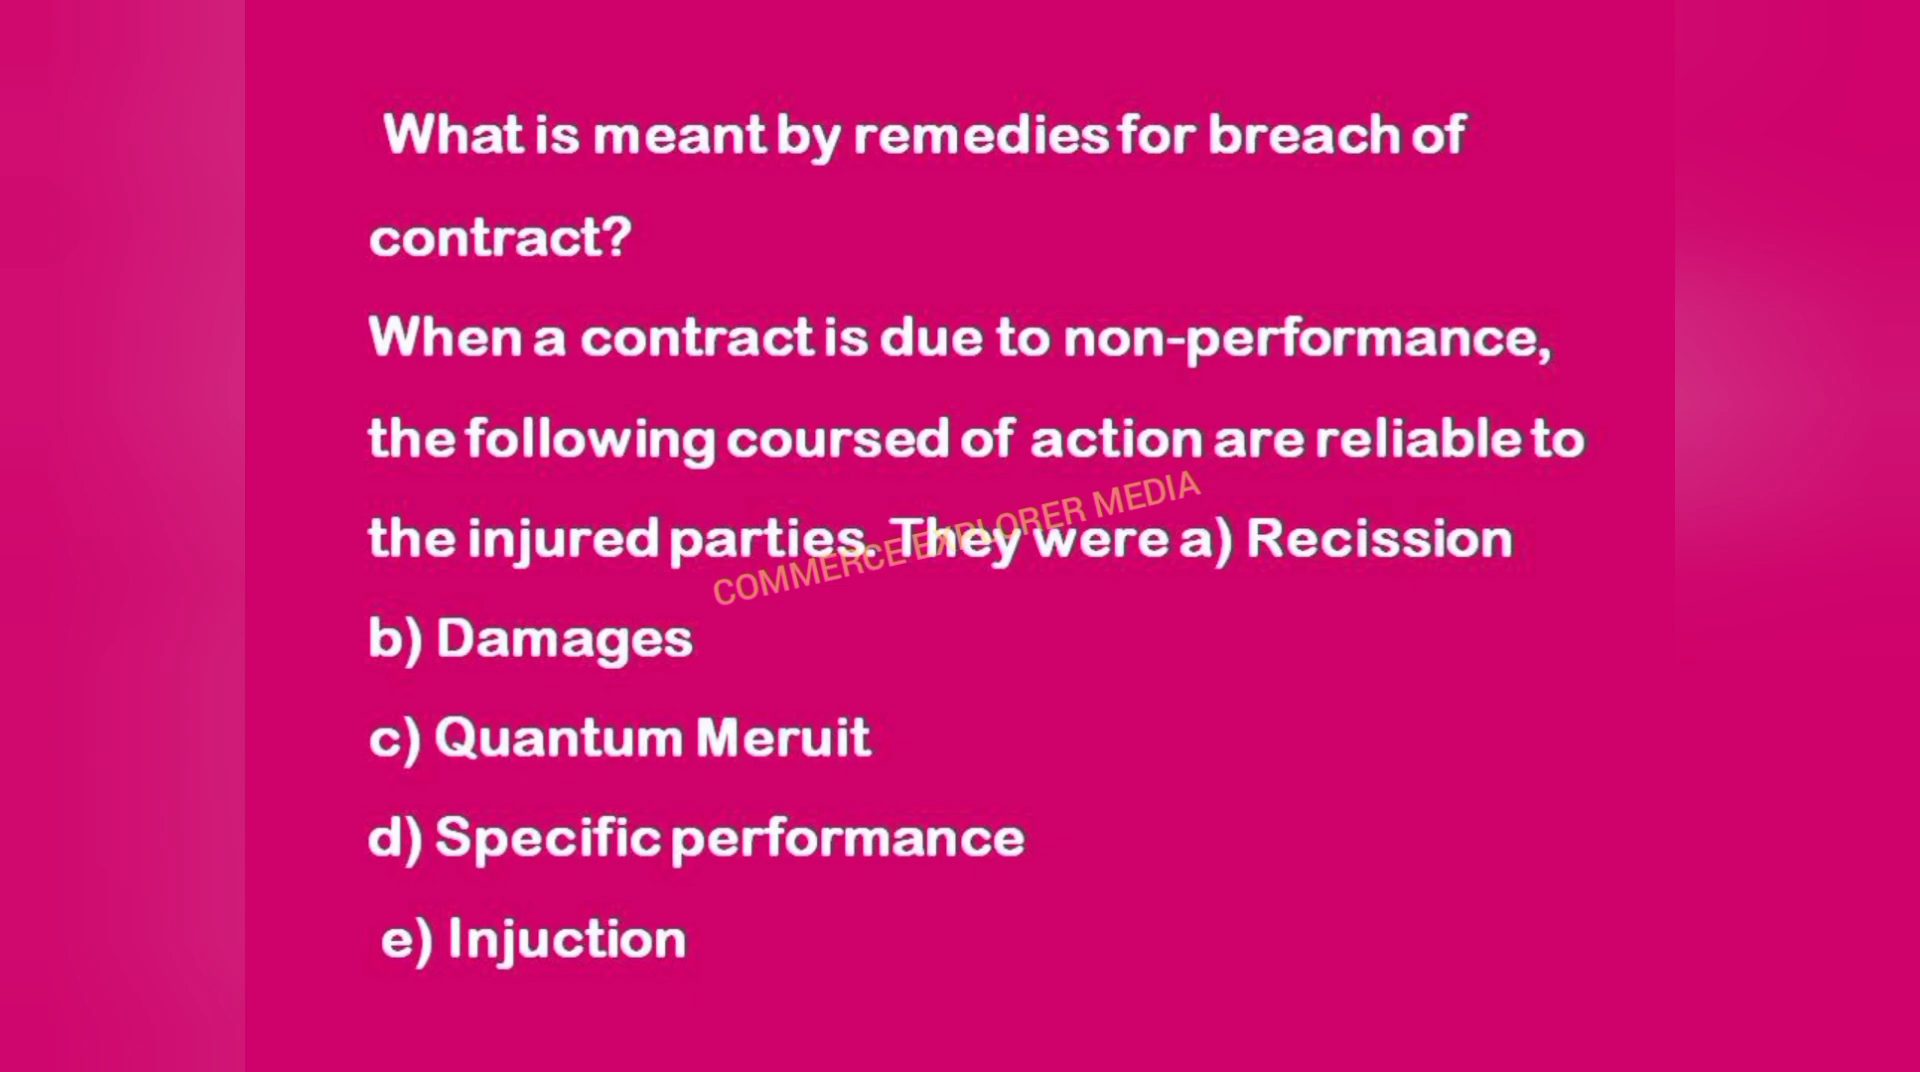 What is meant by remedies for breach of
contract?
When a contract is due to non-performance,
the following coursed of action are reliable to
the injured parties. They were a) Recission
COMMERCE EXPLORER MEDIA
b) Damages
c) Quantum Meruit
d) Specific performance
e) Injuction